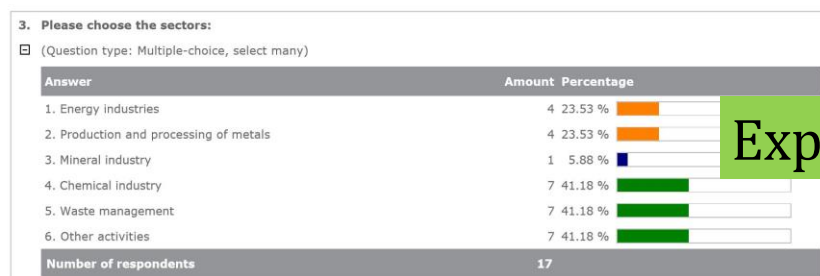 3. Please choose the sectors:
(Question type: Multiple-choice, select many)
Answer Amount Percentage
1. Energy industries 4 23.53 %
2. Production and processing of metals 4 23.53 %
3. Mineral industry 1 5.88 %
4. Chemical industry 7 41.18 %
5. Waste management 7 41.18 %
6. Other activities 7 41.18 %
Number of respondents 17